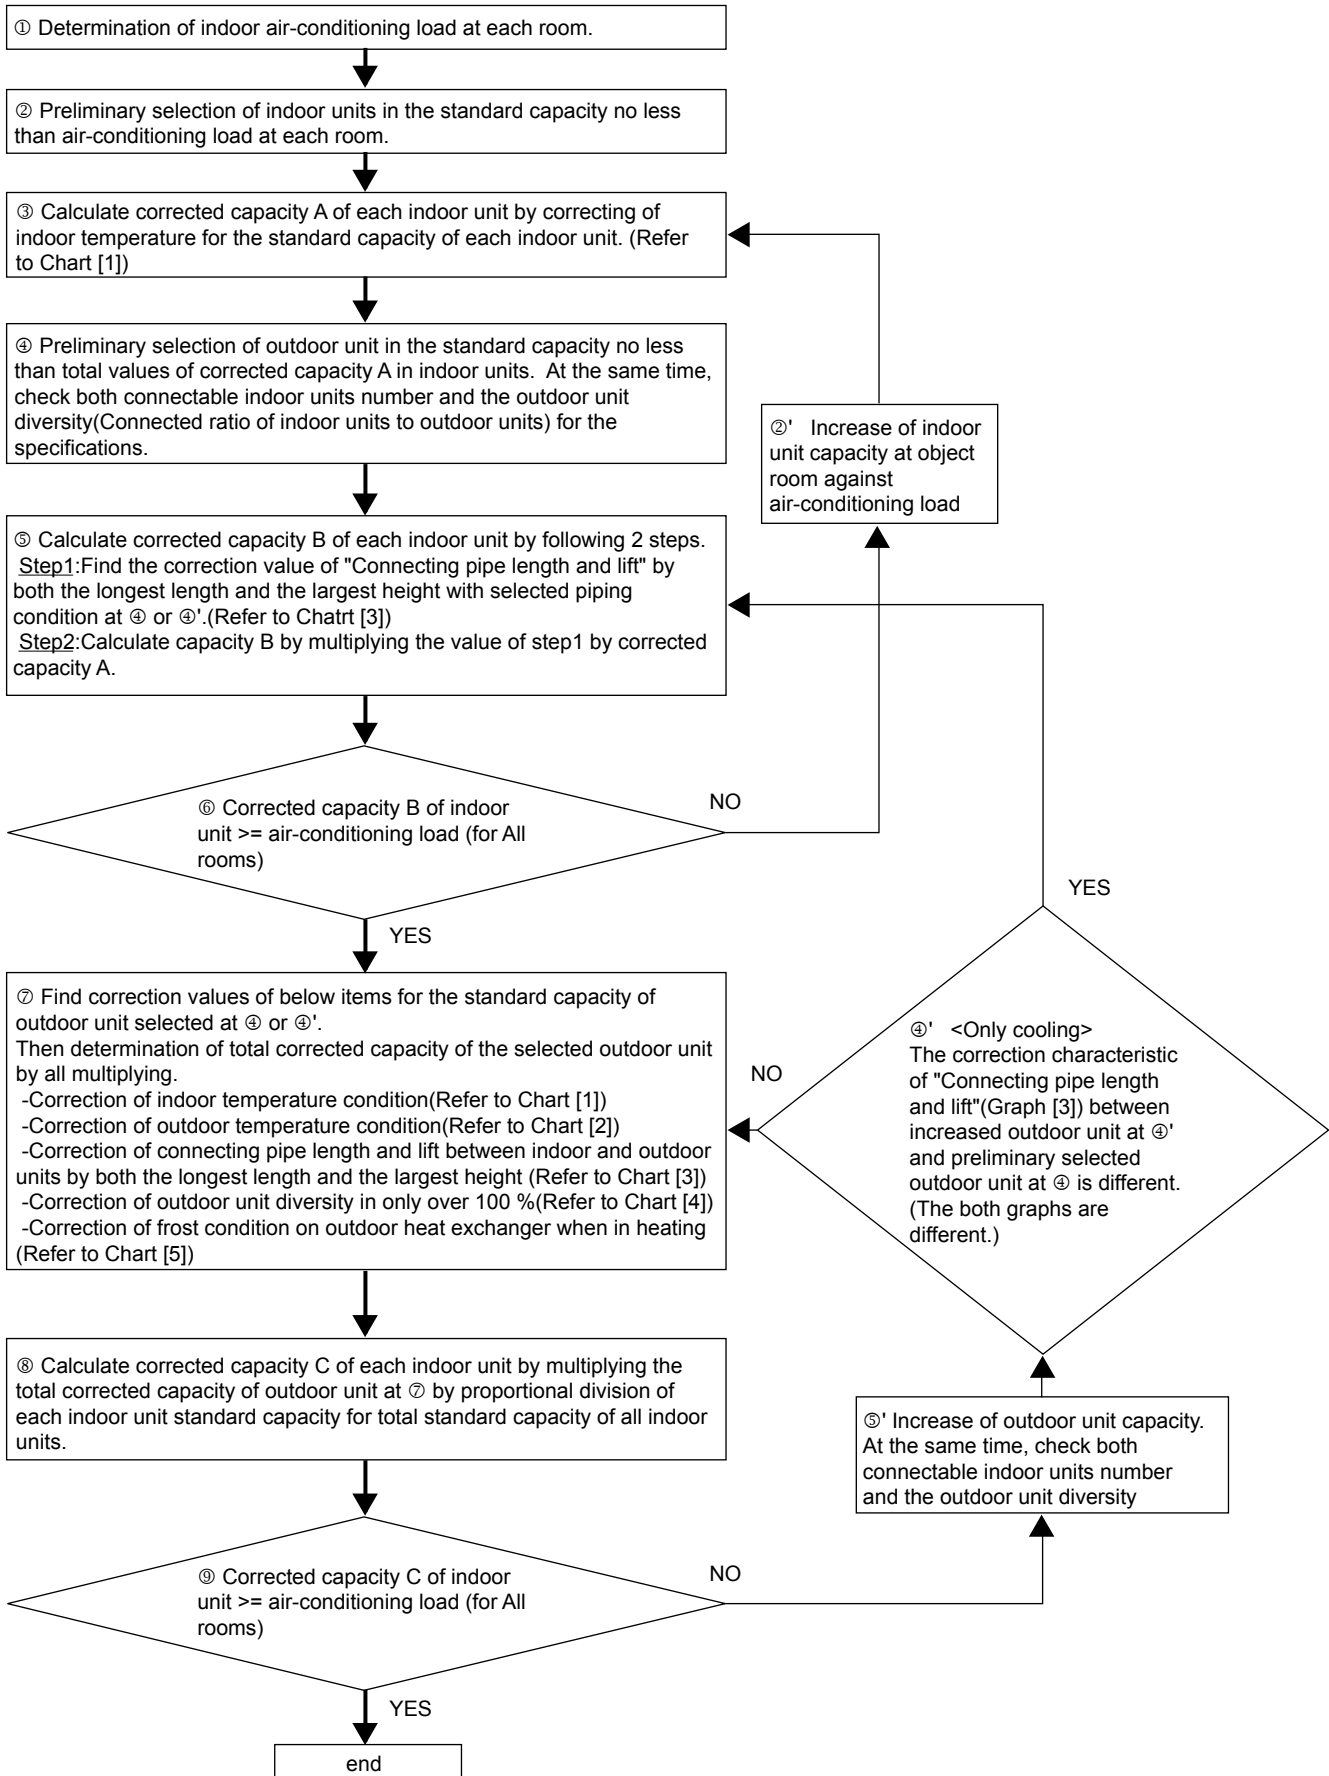 ① Determination of indoor air-conditioning load at each room.
② Preliminary selection of indoor units in the standard capacity no less
than air-conditioning load at each room.
③ Calculate corrected capacity A of each indoor unit by correcting of
indoor temperature for the standard capacity of each indoor unit. (Refer
to Chart [1])
④ Preliminary selection of outdoor unit in the standard capacity no less
than total values of corrected capacity A in indoor units.  At the same time,
check both connectable indoor units number and the outdoor unit
diversity(Connected ratio of indoor units to outdoor units) for the
specifications.
②'   Increase of indoor
unit capacity at object
room against
air-conditioning load
⑤ Calculate corrected capacity B of each indoor unit by following 2 steps.
Step1:Find the correction value of "Connecting pipe length and lift" by
both the longest length and the largest height with selected piping
condition at ④ or ④'.(Refer to Chatrt [3])
Step2:Calculate capacity B by multiplying the value of step1 by corrected
capacity A.
⑥ Corrected capacity B of indoor
unit >= air-conditioning load (for All
rooms)
NO
YES
YES
⑦ Find correction values of below items for the standard capacity of
outdoor unit selected at ④ or ④'.
Then determination of total corrected capacity of the selected outdoor unit
by all multiplying.
-Correction of indoor temperature condition(Refer to Chart [1])
-Correction of outdoor temperature condition(Refer to Chart [2])
-Correction of connecting pipe length and lift between indoor and outdoor
units by both the longest length and the largest height (Refer to Chart [3])
-Correction of outdoor unit diversity in only over 100 %(Refer to Chart [4])
-Correction of frost condition on outdoor heat exchanger when in heating
(Refer to Chart [5])
NO
④'   <Only cooling>
The correction characteristic
of "Connecting pipe length
and lift"(Graph [3]) between
increased outdoor unit at ④'
and preliminary selected
outdoor unit at ④ is different.
(The both graphs are
different.)
⑧ Calculate corrected capacity C of each indoor unit by multiplying the
total corrected capacity of outdoor unit at ⑦ by proportional division of
each indoor unit standard capacity for total standard capacity of all indoor
units.
⑤' Increase of outdoor unit capacity.
At the same time, check both
connectable indoor units number
and the outdoor unit diversity
⑨ Corrected capacity C of indoor
unit >= air-conditioning load (for All
rooms)
NO
YES
end